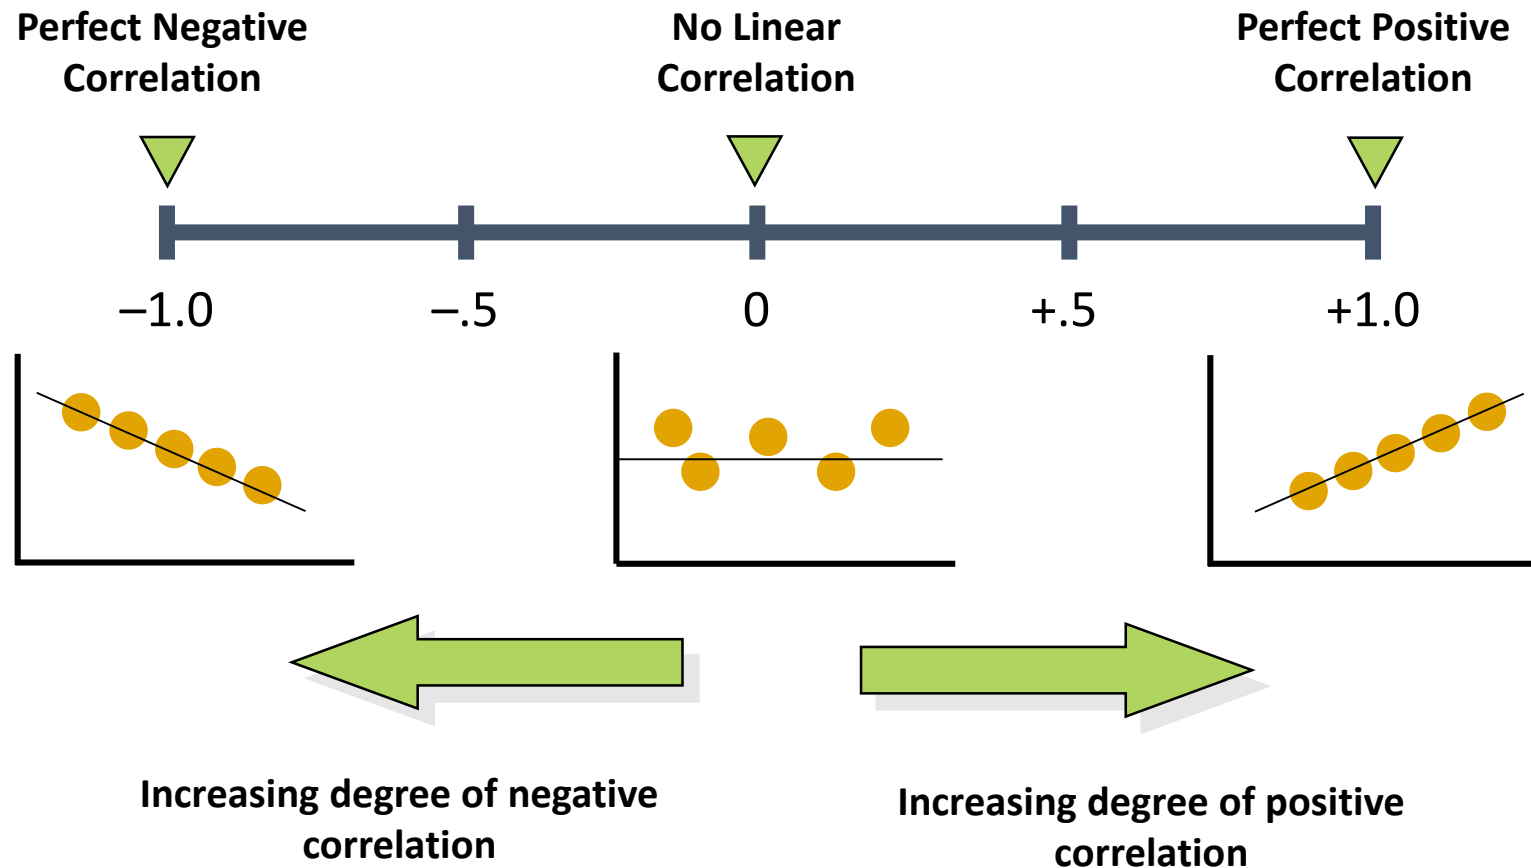 Perfect Negative
Correlation
No Linear
Correlation
Perfect Positive
Correlation
–1.0
–.5
0
+.5
+1.0
Increasing degree of negative
correlation
Increasing degree of positive
correlation